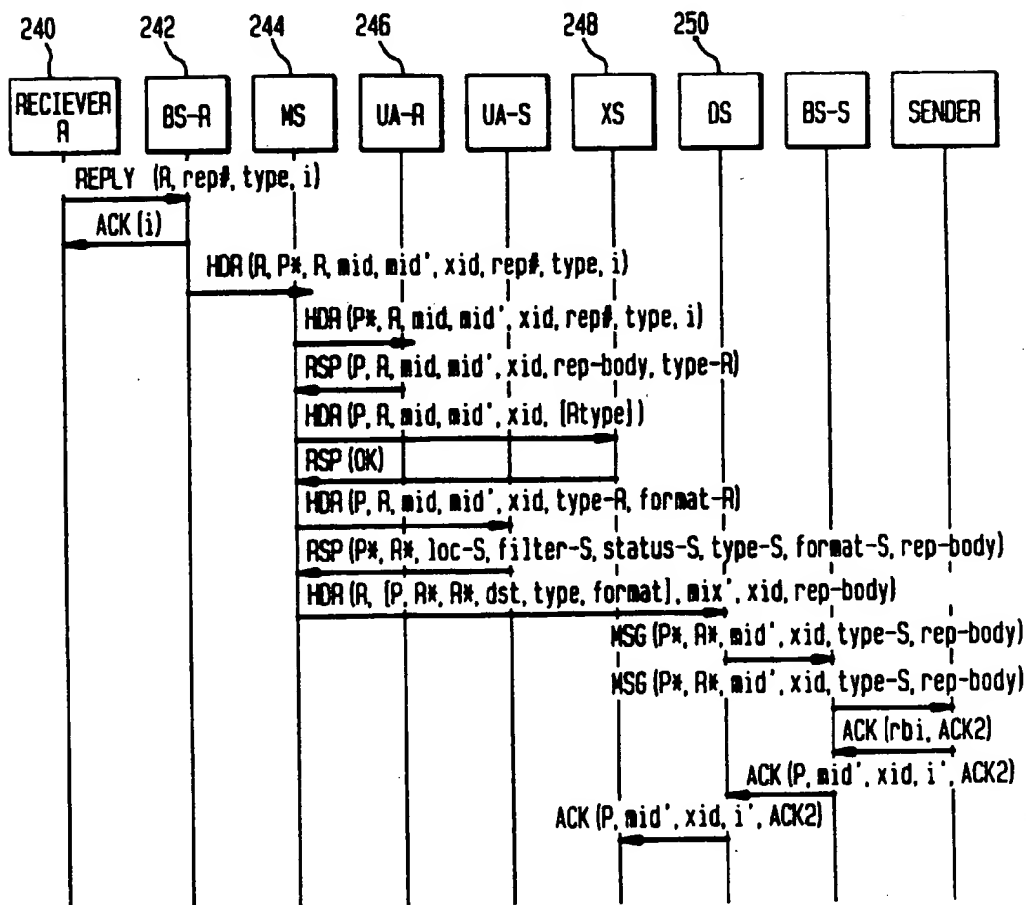 240 242 244 246 248 250
RECIEVER
R
BS-R
MS
UA-R
UA-S
XS
DS
BS-S
SENDER
REPLY (R, rep#, type, i)
ACK (i)
HDR (R, P*, R, mid, mid', xid, rep#, type, i)
HDR (P*, R, mid, mid', xid, rep#, type, i)
RSP (P, R, mid, mid', xid, rep-body, type-R)
HDR (P, R, mid, mid', xid, [Rtype])
RSP (OK)
HDR (P, R, mid, mid', xid, type-R, format-R)
RSP (P*, R*, loc-S, filter-S, status-S, type-S, format-S, rep-body)
HDR (R, [P, R*, R*, dst, type, format], mix', xid, rep-body)
MSG (P*, R*, mid', xid, type-S, rep-body)
MSG (P*, R*, mid', xid, type-S, rep-body)
ACK (rbi, ACK2)
ACK (P, mid', xid, i', ACK2)
ACK (P, mid', xid, i', ACK2)